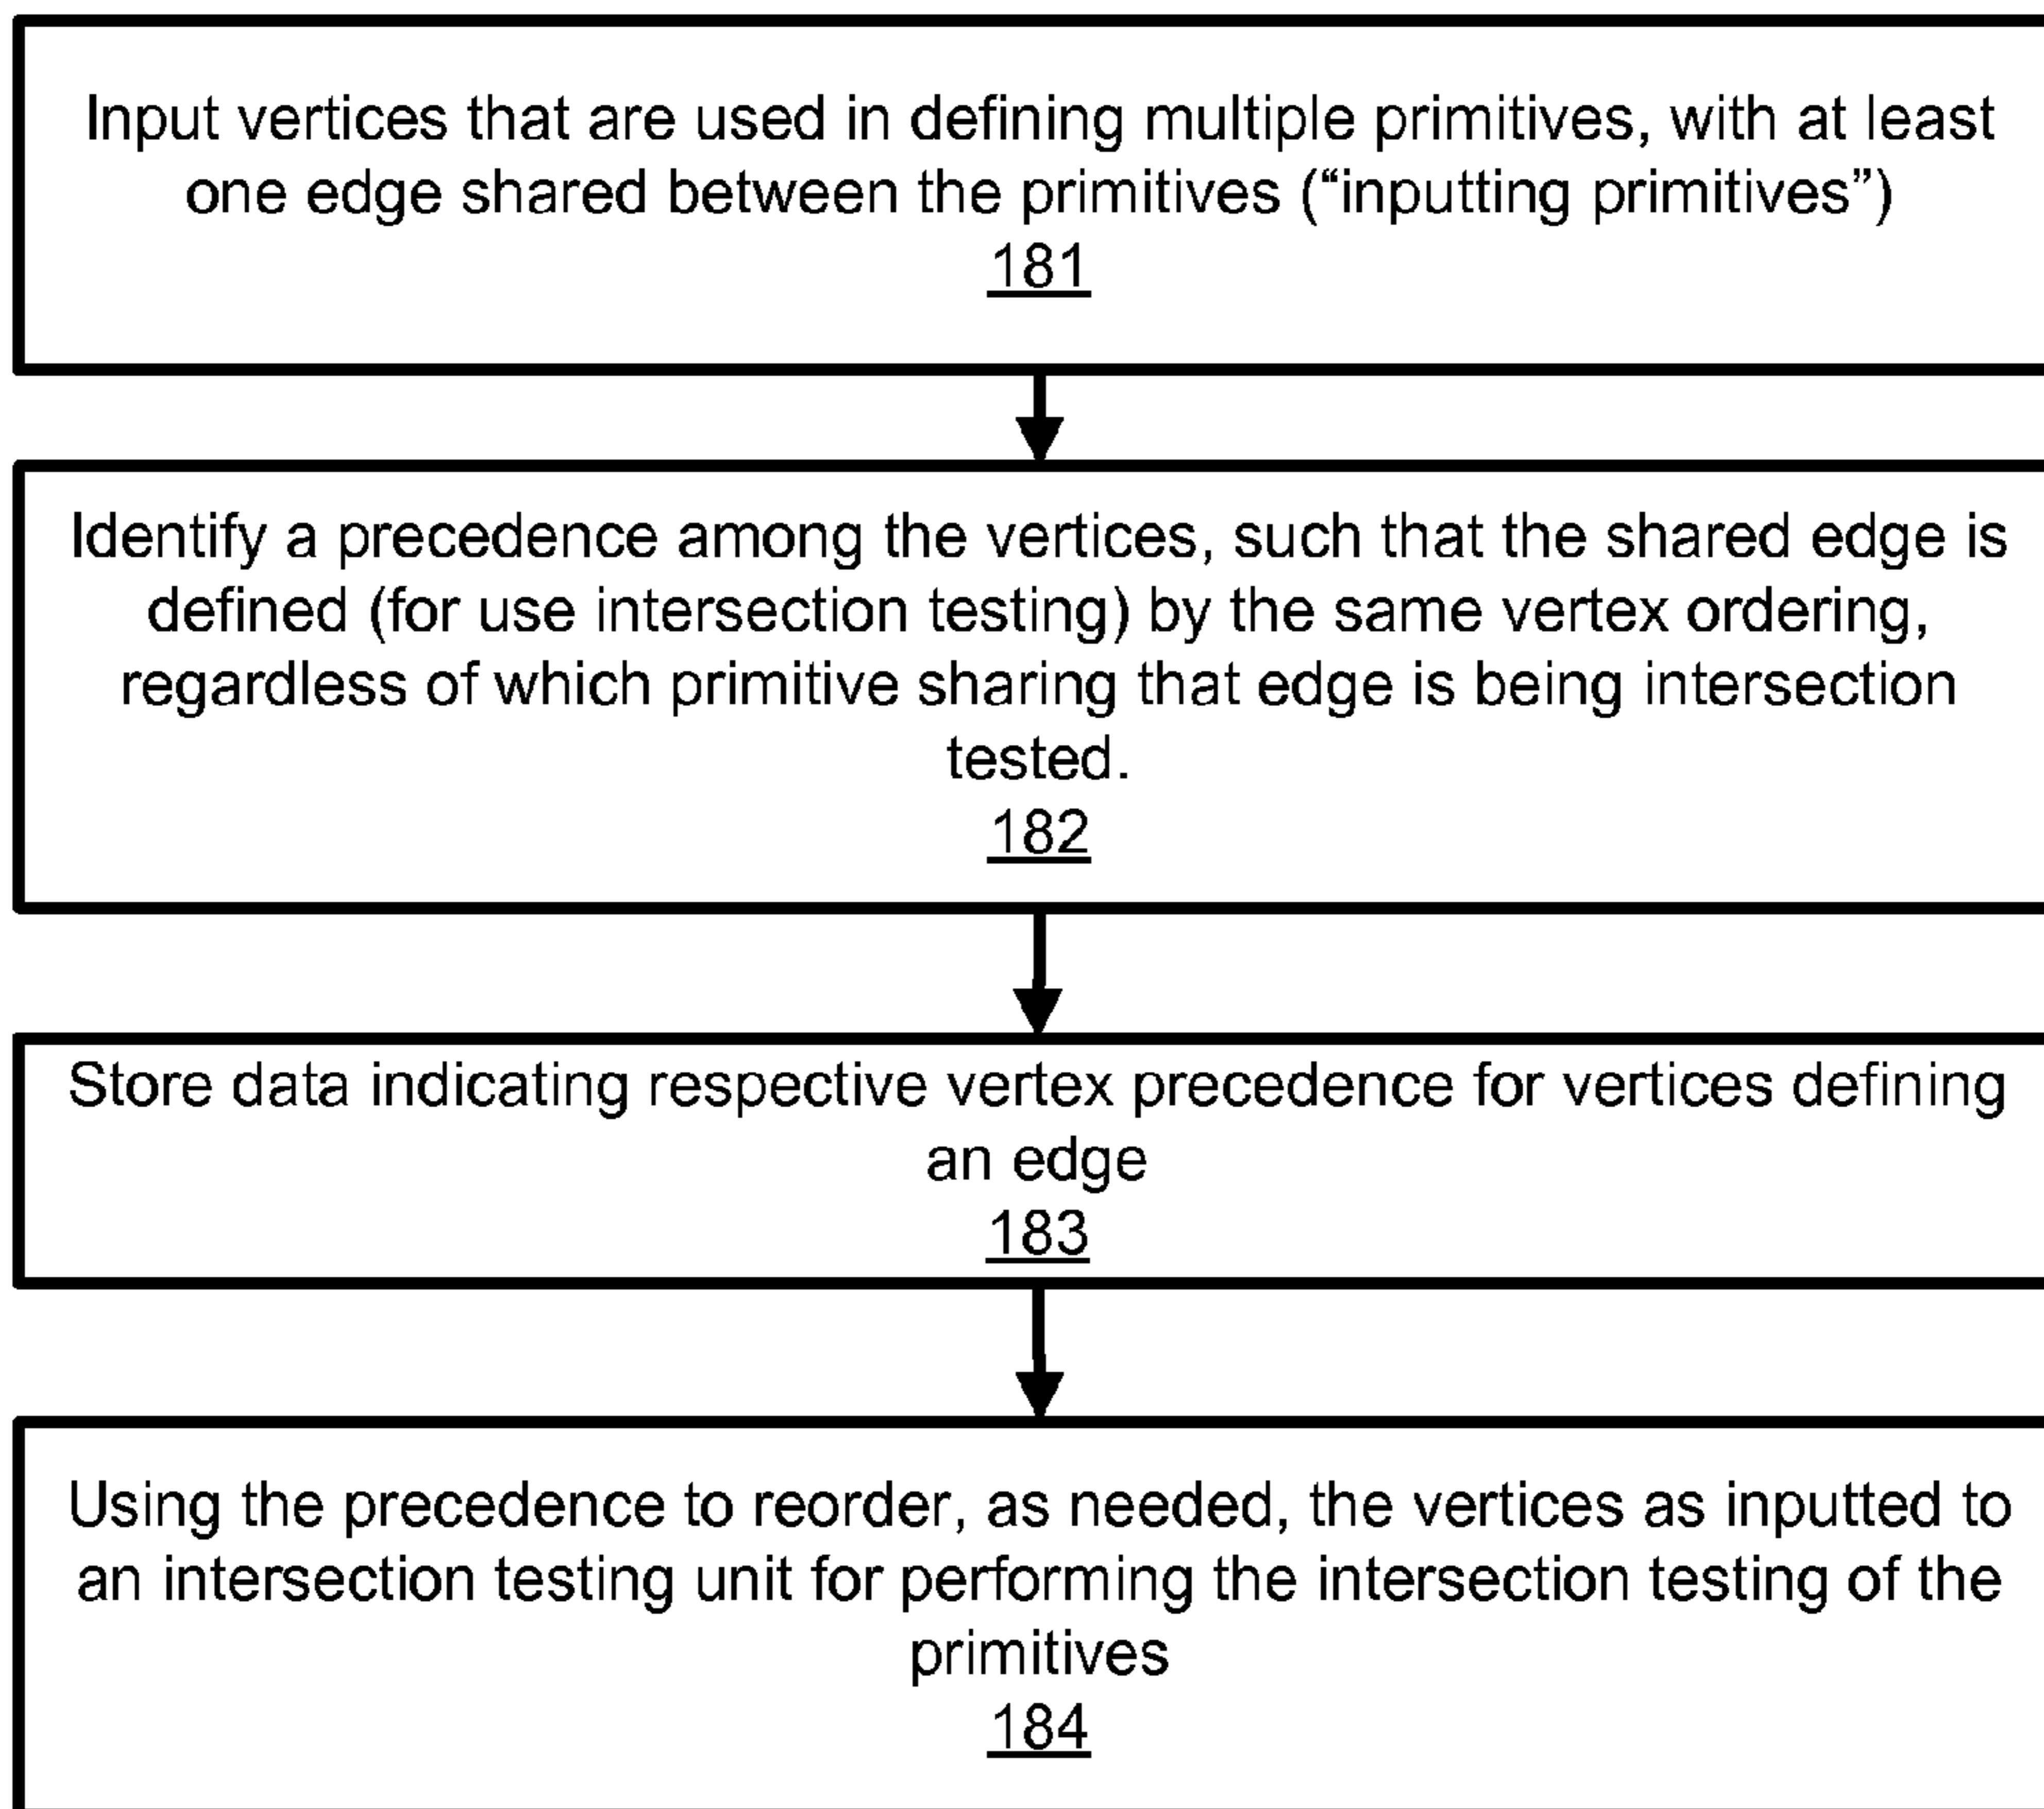 Input vertices that are used in defining multiple primitives, with at least
one edge shared between the primitives (“inputting primitives”)
181
Identify a precedence among the vertices, such that the shared edge is
defined (for use intersection testing) by the same vertex ordering,
regardless of which primitive sharing that edge is being intersection
tested.
182
Store data indicating respective vertex precedence for vertices defining
an edge
183
Using the precedence to reorder, as needed, the vertices as inputted to
an intersection testing unit for performing the intersection testing of the
primitives
184